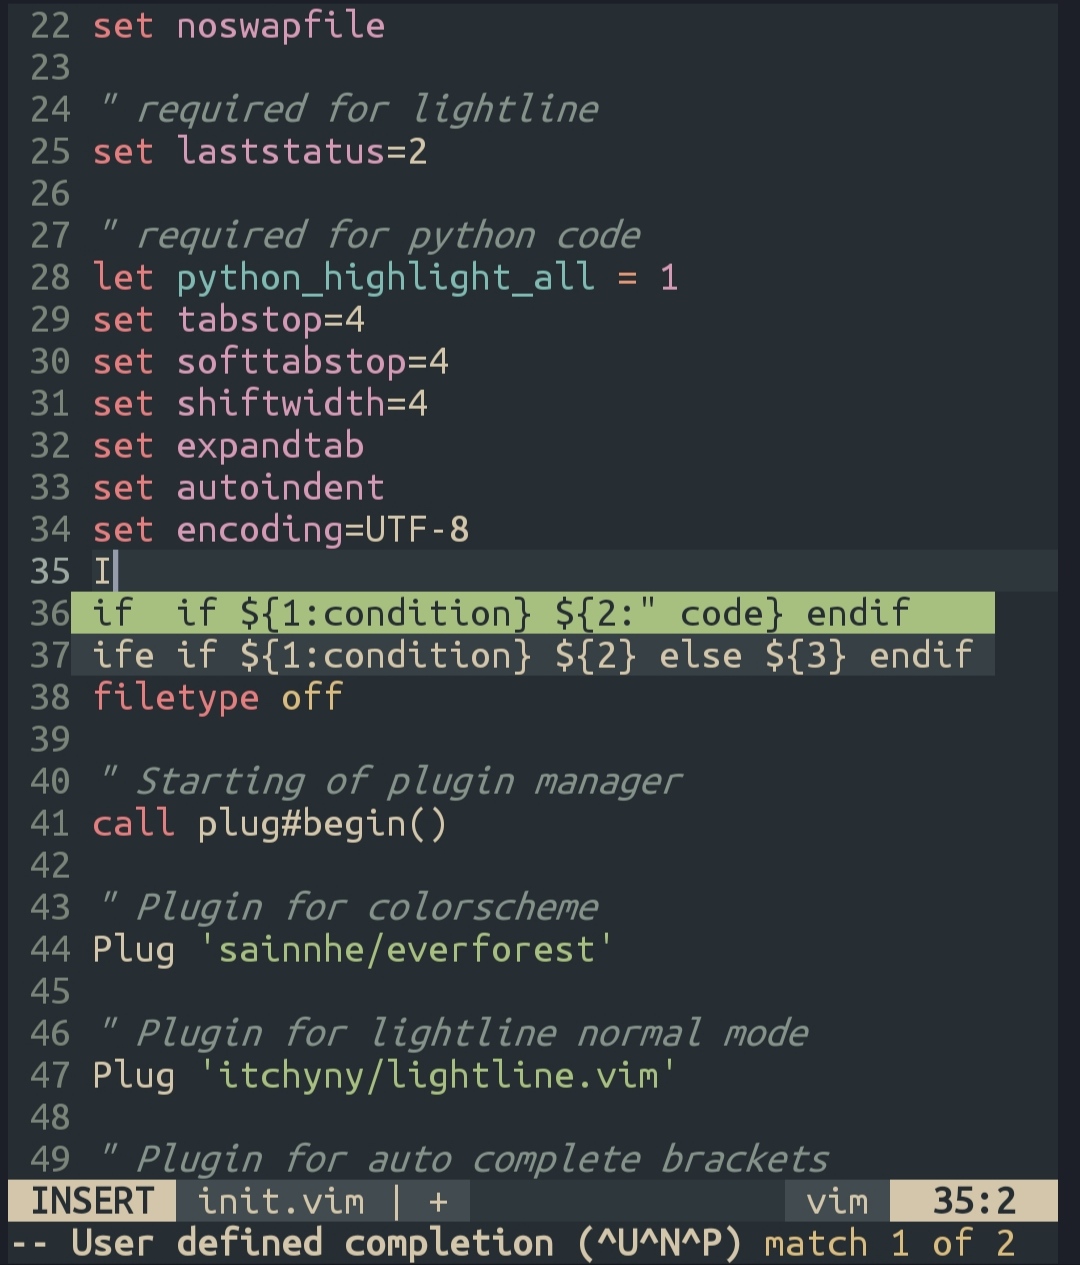 22 set noswapfile
23
24 " required for lightline
25 set laststatus=2
26
27 " required for python code
28 let python_highlight_all = 1
29 set tabstop=4
30 set softtabstop=4
31 set shiftwidth=4
32 set expandtab
33 set autoindent
34 set encoding=UTF-8
35 I
36 if  if ${1:condition} ${2:" code} endif
37 ife if ${1:condition} ${2} else ${3} endif
38 filetype off
39
40 " Starting of plugin manager
41 call plug#begin()
42
43 " Plugin for colorscheme
44 Plug 'sainnhe/everforest'
45
46 " Plugin for lightline normal mode
47 Plug 'itchyny/lightline.vim'
48
49 " Plugin for auto complete brackets
INSERT init.vim | + vim 35:2
-- User defined completion (^U^N^P) match 1 of 2